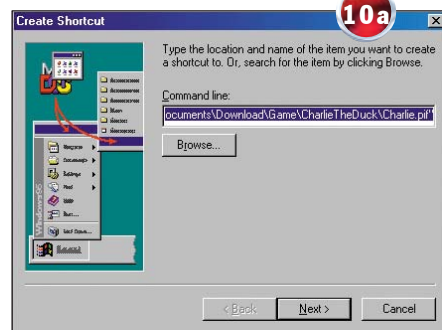 10a
Create Shortcut
Type the location and name of the item you want to create
a shortcut to. Or, search for the item by clicking Browse.
Command line:
ocuments\Download\Game\CharlieTheDuck\Charlie.pif"
Browse...
Windows95
< Back
Next >
Cancel